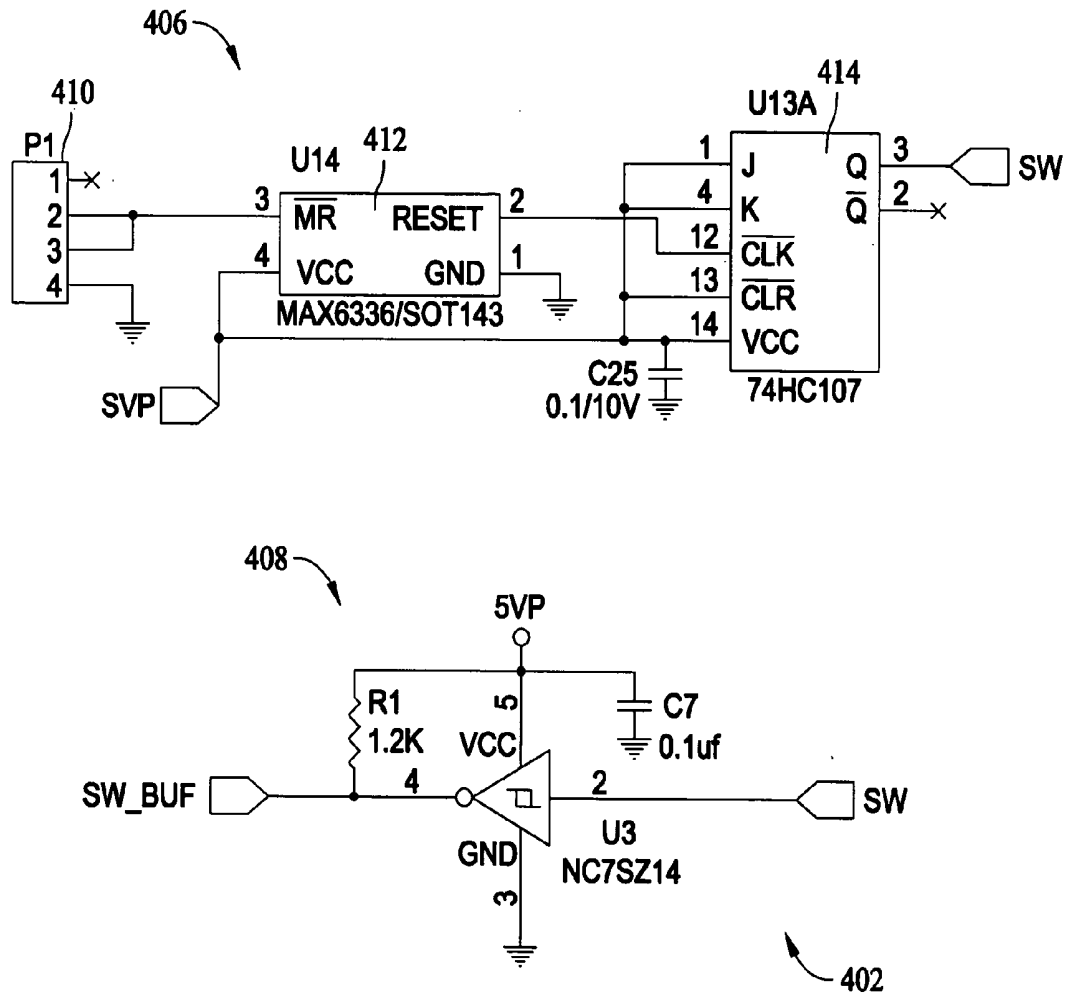 406
410
P1
1
2
3
4
U14
412
3
MR
RESET
2
4
VCC
GND
1
MAX6336/SOT143
U13A
414
1
J
Q
3
SW
4
K
Q
2
12
CLK
13
CLR
14
VCC
74HC107
C25
0.1/10V
SVP
408
5VP
R1
1.2K
5
VCC
C7
0.1uf
SW_BUF
4
2
SW
U3
NC7SZ14
GND
3
402